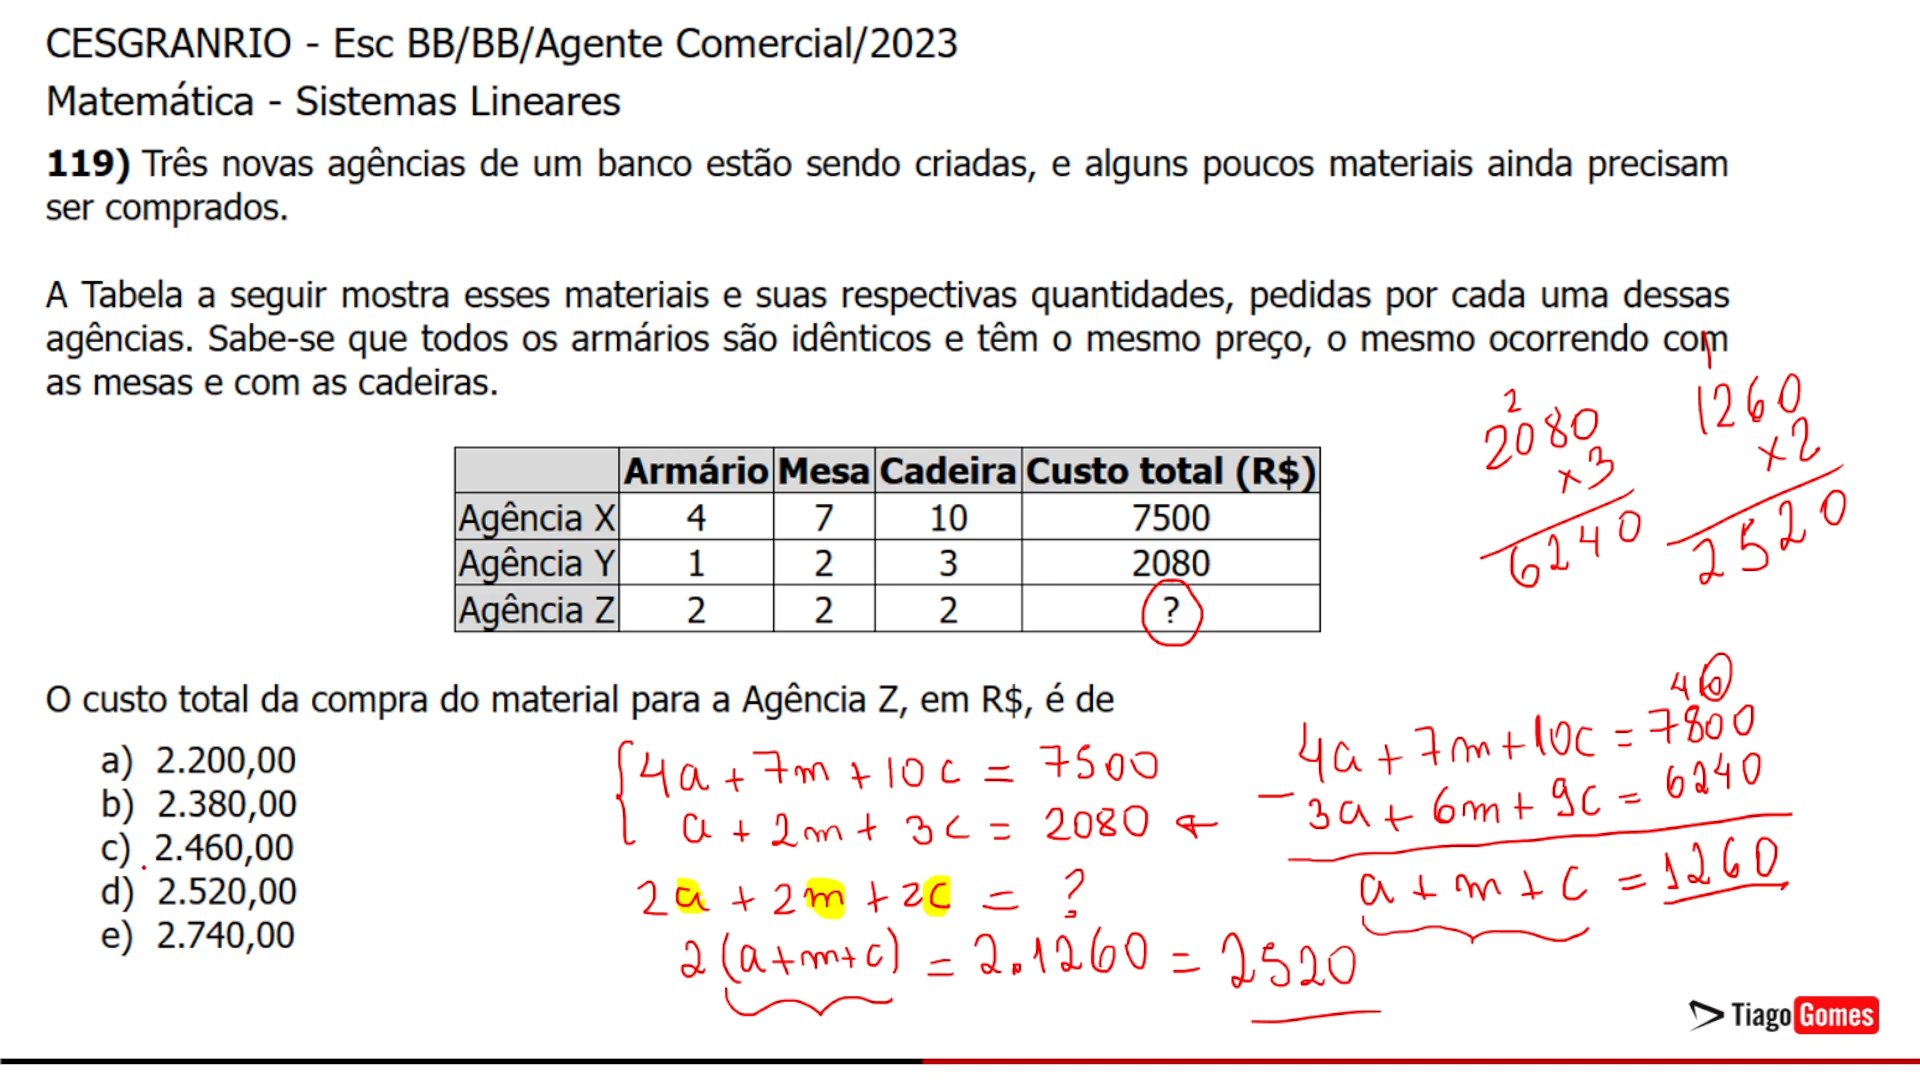 CESGRANRIO - Esc BB/BB/Agente Comercial/2023
Matemática - Sistemas Lineares
119) Três novas agências de um banco estão sendo criadas, e alguns poucos materiais ainda precisam
ser comprados.
A Tabela a seguir mostra esses materiais e suas respectivas quantidades, pedidas por cada uma dessas
agências. Sabe-se que todos os armários são idênticos e têm o mesmo preço, o mesmo ocorrendo com
as mesas e com as cadeiras.
Armário Mesa Cadeira Custo total (R$)
Agência X 4 7 10 7500
Agência Y 1 2 3 2080
Agência Z 2 2 2 ?
2
2080
x3
6240
1
1260
x2
2520
O custo total da compra do material para a Agência Z, em R$, é de
a) 2.200,00
b) 2.380,00
c) 2.460,00
d) 2.520,00
e) 2.740,00
4a + 7m + 10c = 7500
a + 2m + 3c = 2080
2a + 2m + 2c = ?
2(a+m+c) = 2.1260 = 2520
4a + 7m + 10c = 7800
- 3a + 6m + 9c = 6240
a + m + c = 1260
Tiago Gomes